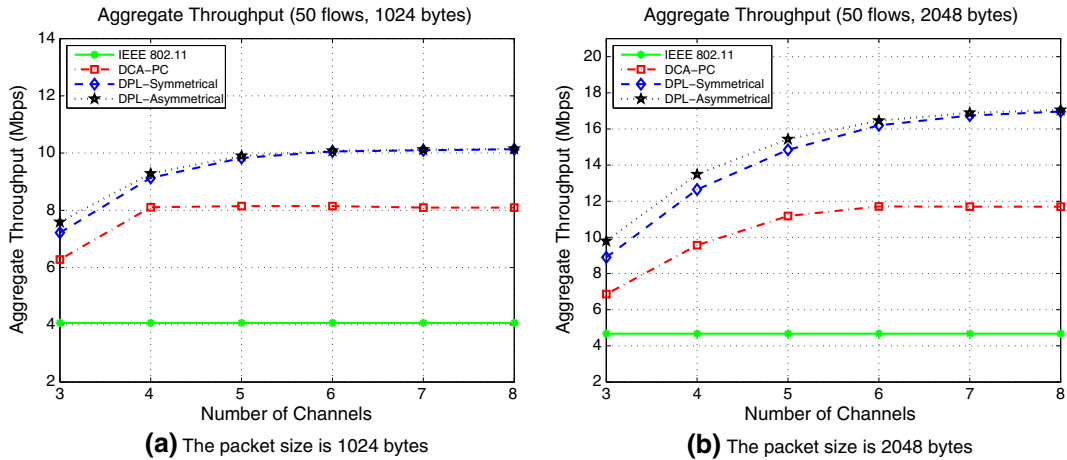 Aggregate Throughput (50 flows, 1024 bytes)
14
12
10
8
6
4
2
3
4
5
6
7
8
Aggregate Throughput (Mbps)
Number of Channels
IEEE 802.11
DCA-PC
DPL-Symmetrical
DPL-Asymmetrical
(a) The packet size is 1024 bytes
Aggregate Throughput (50 flows, 2048 bytes)
20
18
16
14
12
10
8
6
4
2
3
4
5
6
7
8
Aggregate Throughput (Mbps)
Number of Channels
IEEE 802.11
DCA-PC
DPL-Symmetrical
DPL-Asymmetrical
(b) The packet size is 2048 bytes